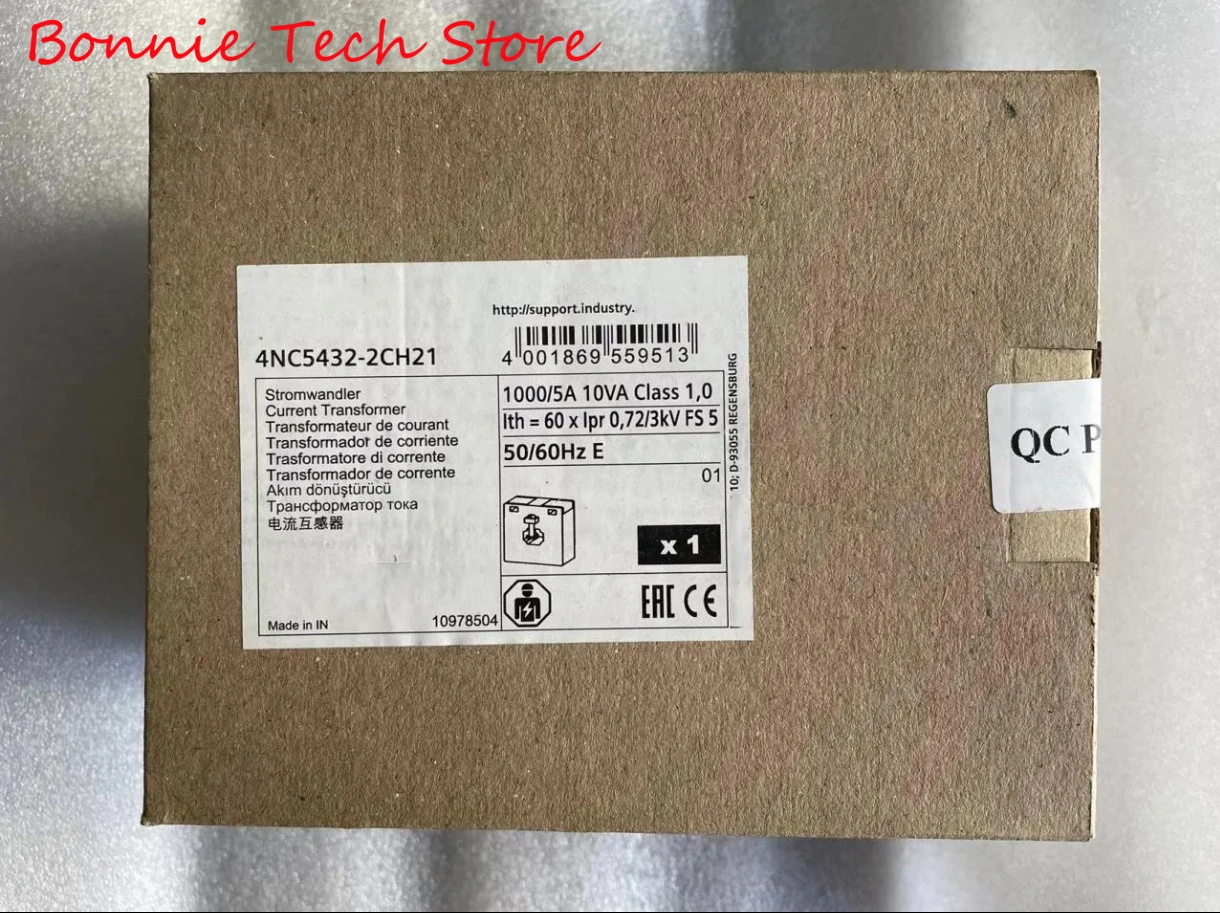 Bonnie Tech Store
http://support.industry.
4NC5432-2CH21
4 001869 559513
Stromwandler
Current Transformer
Transformateur de courant
Transformador de corriente
Trasformatore di corrente
Transformador de corrente
Akım dönüştürücü
Трансформатор тока
电流互感器
Made in IN
10978504
1000/5A 10VA Class 1,0
Ith = 60 x Ipr 0,72/3kV FS 5
50/60Hz E
01
x 1
EAC CE
10; D-93055 REGENSBURG
QC P